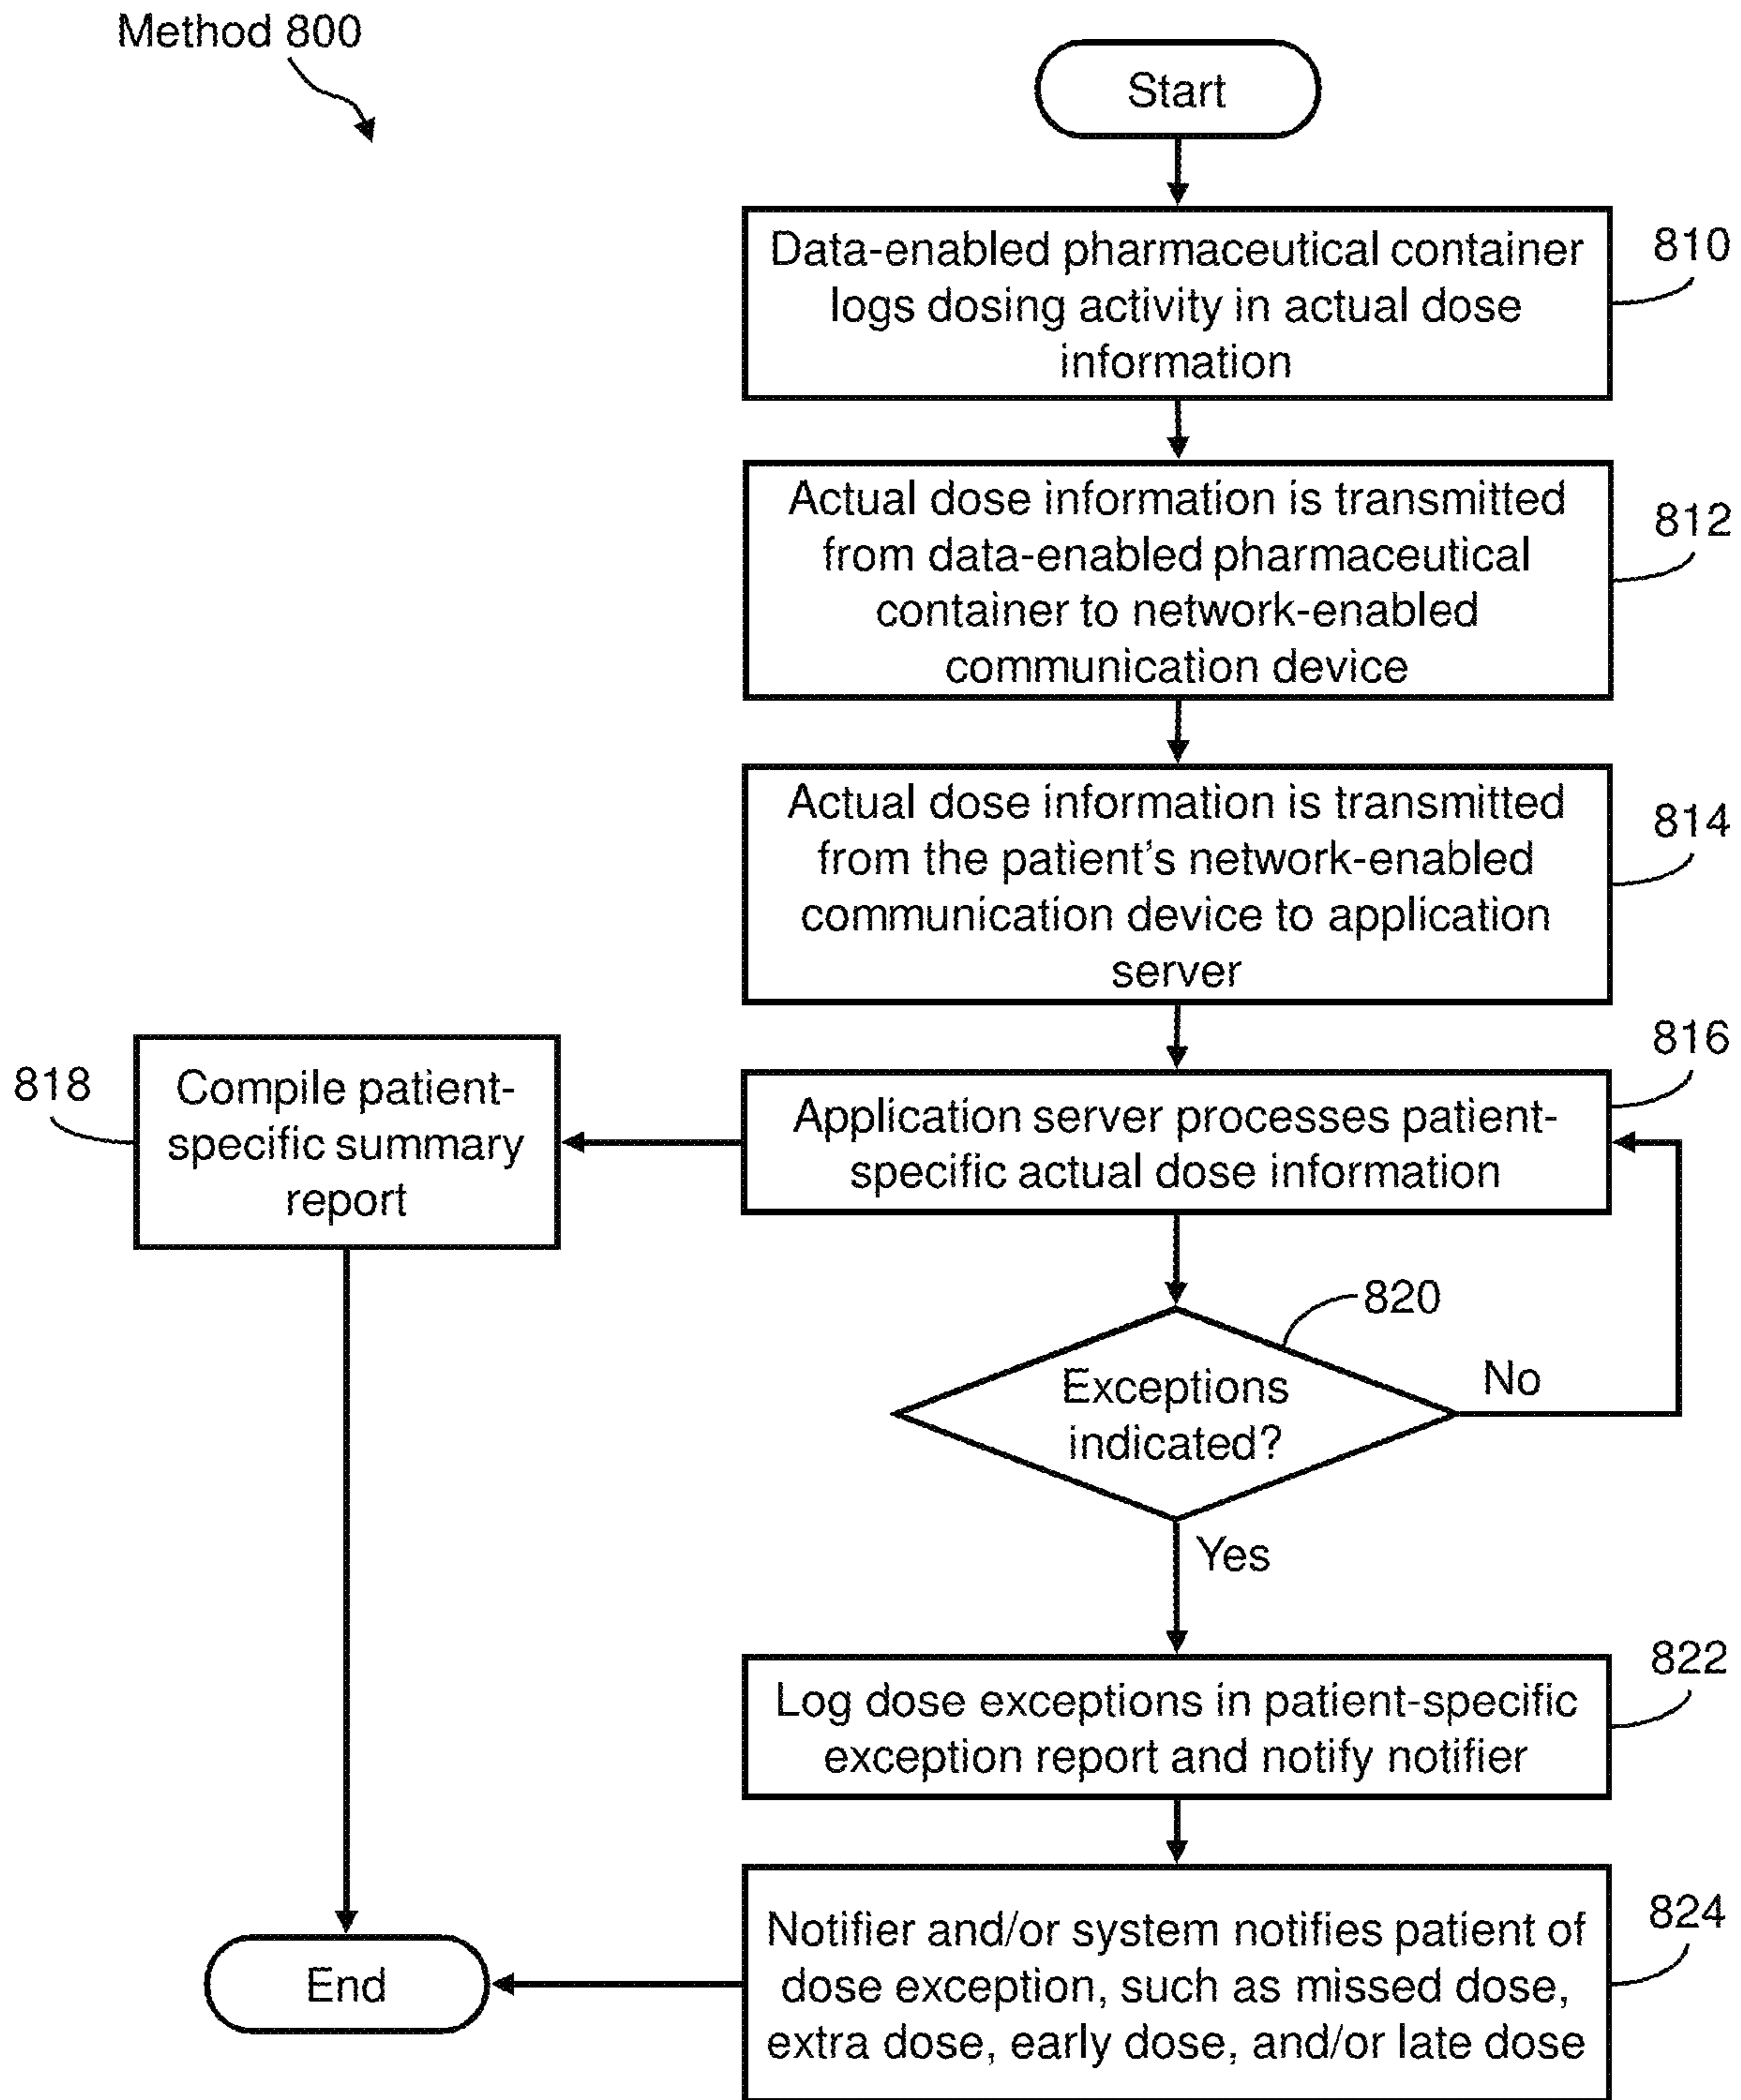 Method 800
Start
Data-enabled pharmaceutical container
logs dosing activity in actual dose
information
810
Actual dose information is transmitted
from data-enabled pharmaceutical
container to network-enabled
communication device
812
Actual dose information is transmitted
from the patient's network-enabled
communication device to application
server
814
Application server processes patient-
specific actual dose information
816
818
Compile patient-
specific summary
report
820
Exceptions
indicated?
No
Yes
Log dose exceptions in patient-specific
exception report and notify notifier
822
Notifier and/or system notifies patient of
dose exception, such as missed dose,
extra dose, early dose, and/or late dose
824
End